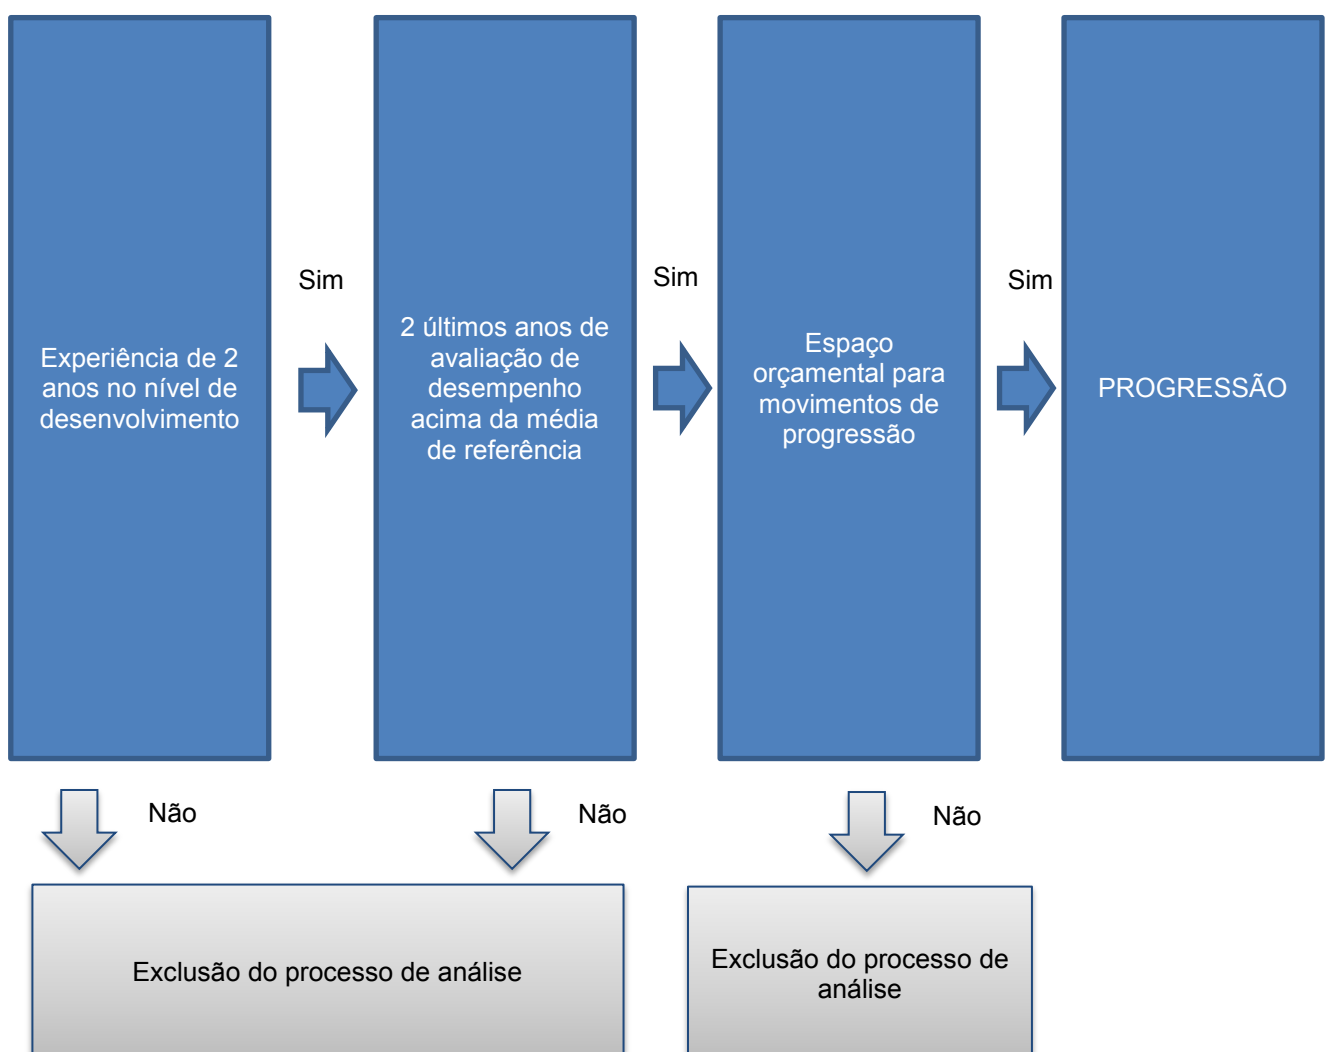 Experiência de 2
anos no nível de
desenvolvimento
Sim
2 últimos anos de
avaliação de
desempenho
acima da média
de referência
Sim
Espaço
orçamental para
movimentos de
progressão
Sim
PROGRESSÃO
Não
Não
Não
Exclusão do processo de análise
Exclusão do processo de
análise